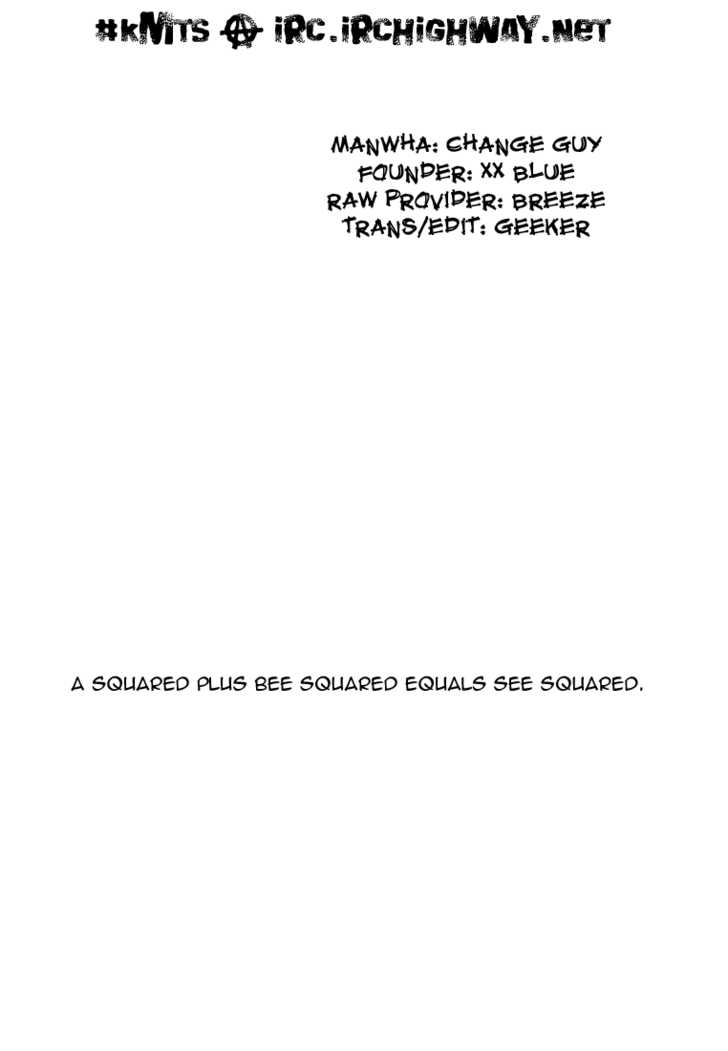 #KMTS @ IRC.IRCHIGHWAY.NET
MANWHA: CHANGE GUY
FOUNDER: XX BLUE
RAW PROVIDER: BREEZE
TRANS/EDIT: GEEKER
A SQUARED PLUS BEE SQUARED EQUALS SEE SQUARED.